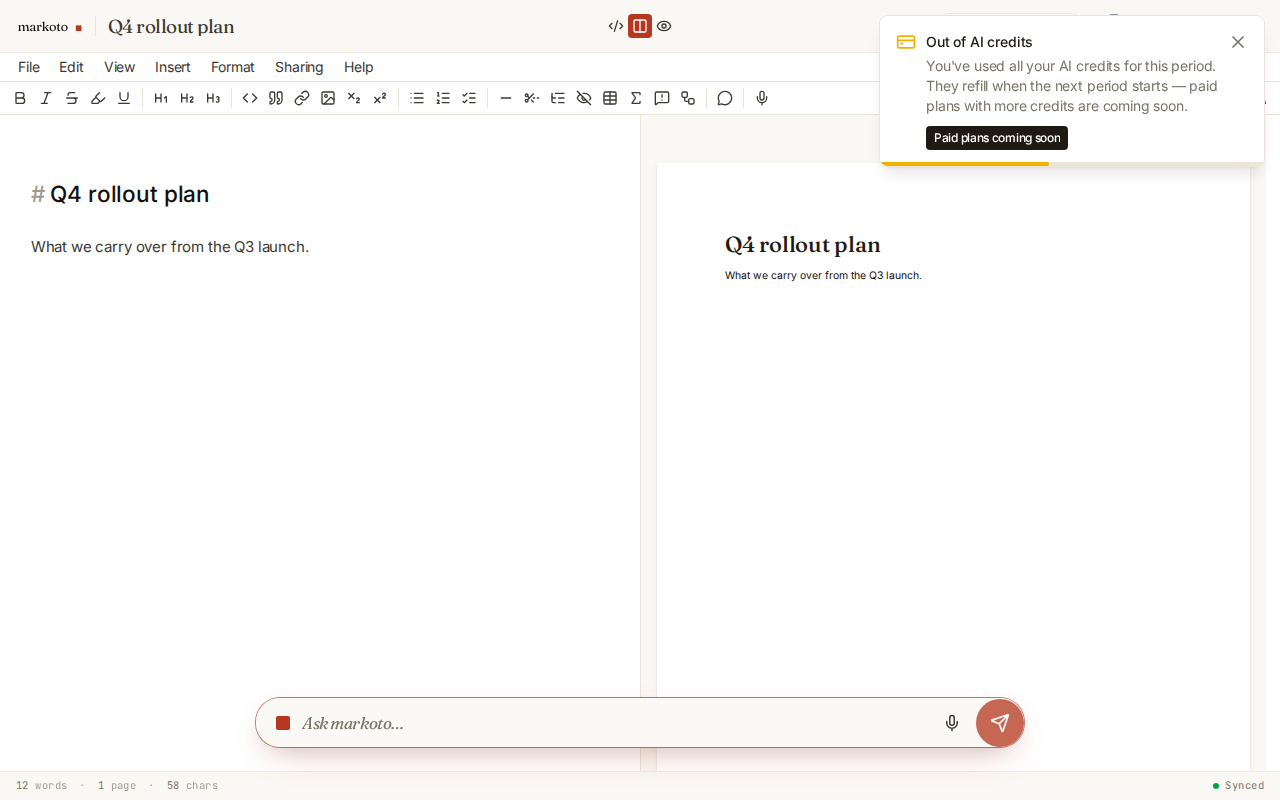 markoto
Q4 rollout plan
Out of AI credits
You've used all your AI credits for this period.
They refill when the next period starts — paid
plans with more credits are coming soon.
Paid plans coming soon
File Edit View Insert Format Sharing Help
H1 H2 H3
# Q4 rollout plan
What we carry over from the Q3 launch.
Q4 rollout plan
What we carry over from the Q3 launch.
Ask markoto...
12 words · 1 page · 58 chars
Synced